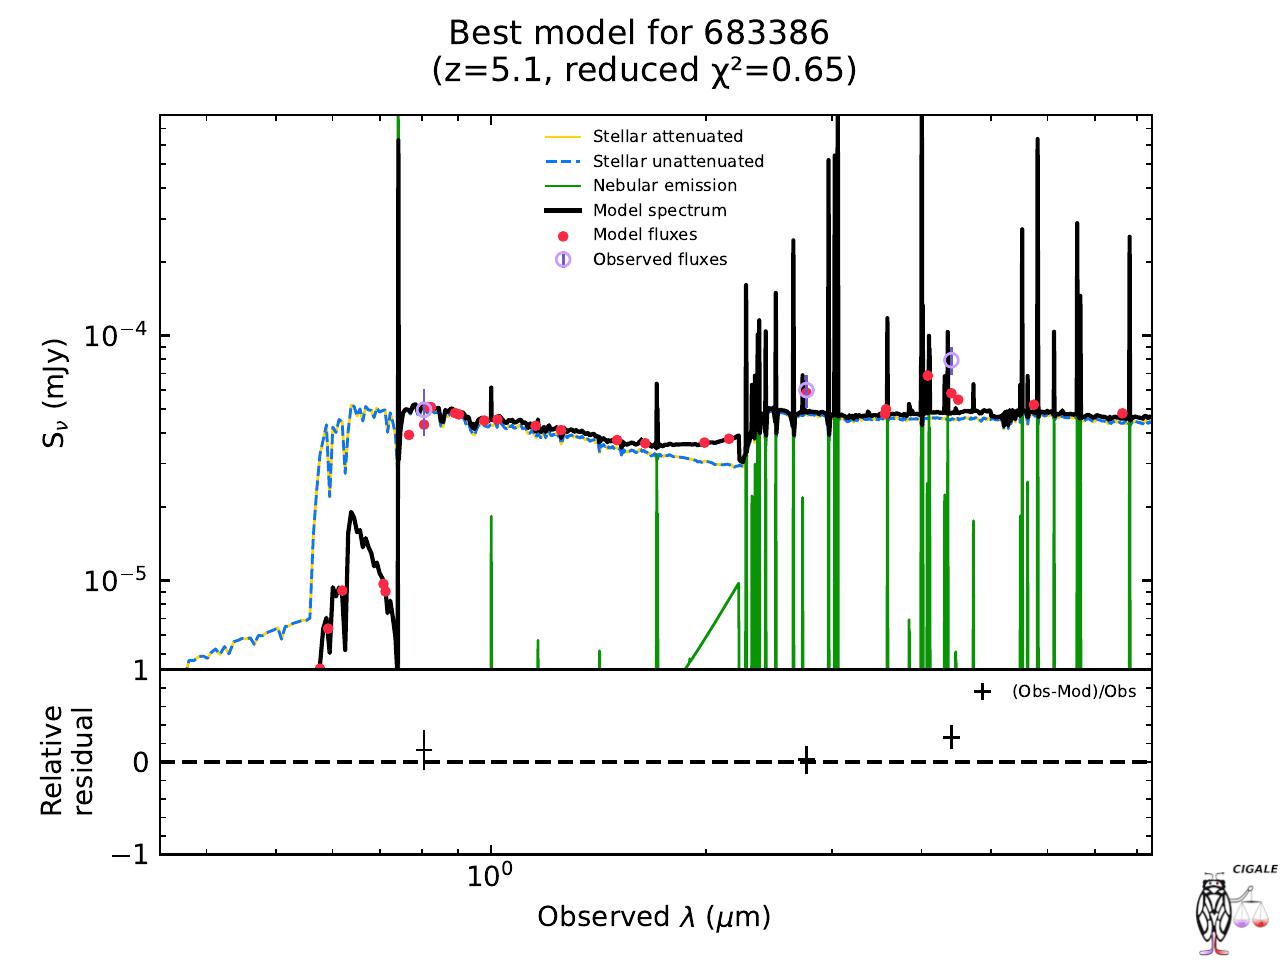 Best model for 683386
(z=5.1, reduced χ²=0.65)
Stellar attenuated
Stellar unattenuated
Nebular emission
Model spectrum
Model fluxes
Observed fluxes
S_ν (mJy)
10⁻⁴
10⁻⁵
1
(Obs-Mod)/Obs
Relative
residual
0
−1
10⁰
Observed λ (μm)
CIGALE